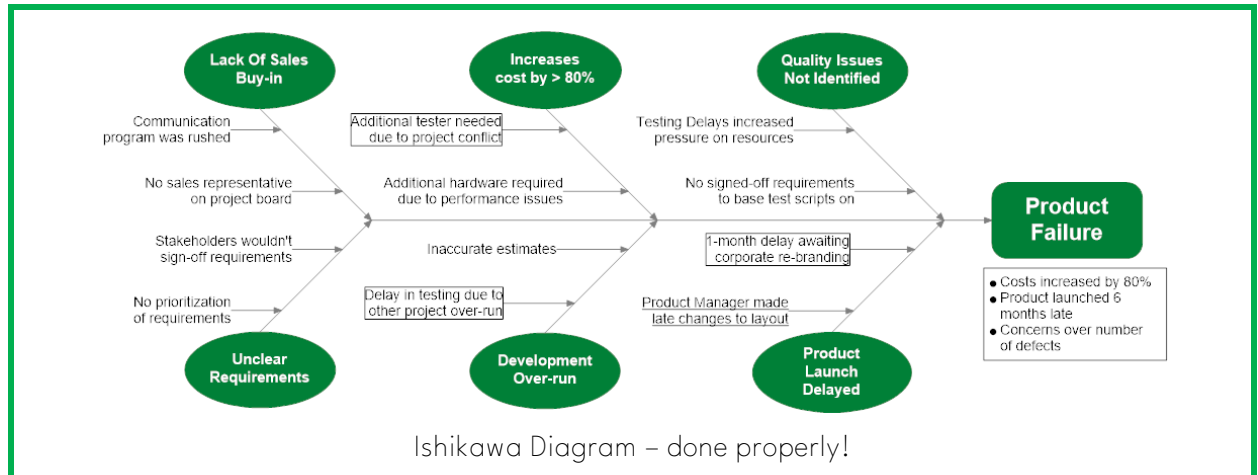 Lack Of Sales
Buy-in
Increases
cost by > 80%
Quality Issues
Not Identified
Communication
program was rushed
Additional tester needed
due to project conflict
Testing Delays increased
pressure on resources
No sales representative
on project board
Additional hardware required
due to performance issues
No signed-off requirements
to base test scripts on
Product
Failure
Stakeholders wouldn't
sign-off requirements
Inaccurate estimates
1-month delay awaiting
corporate re-branding
No prioritization
of requirements
Delay in testing due to
other project over-run
Product Manager made
late changes to layout
• Costs increased by 80%
• Product launched 6
months late
• Concerns over number
of defects
Unclear
Requirements
Development
Over-run
Product
Launch
Delayed
Ishikawa Diagram – done properly!